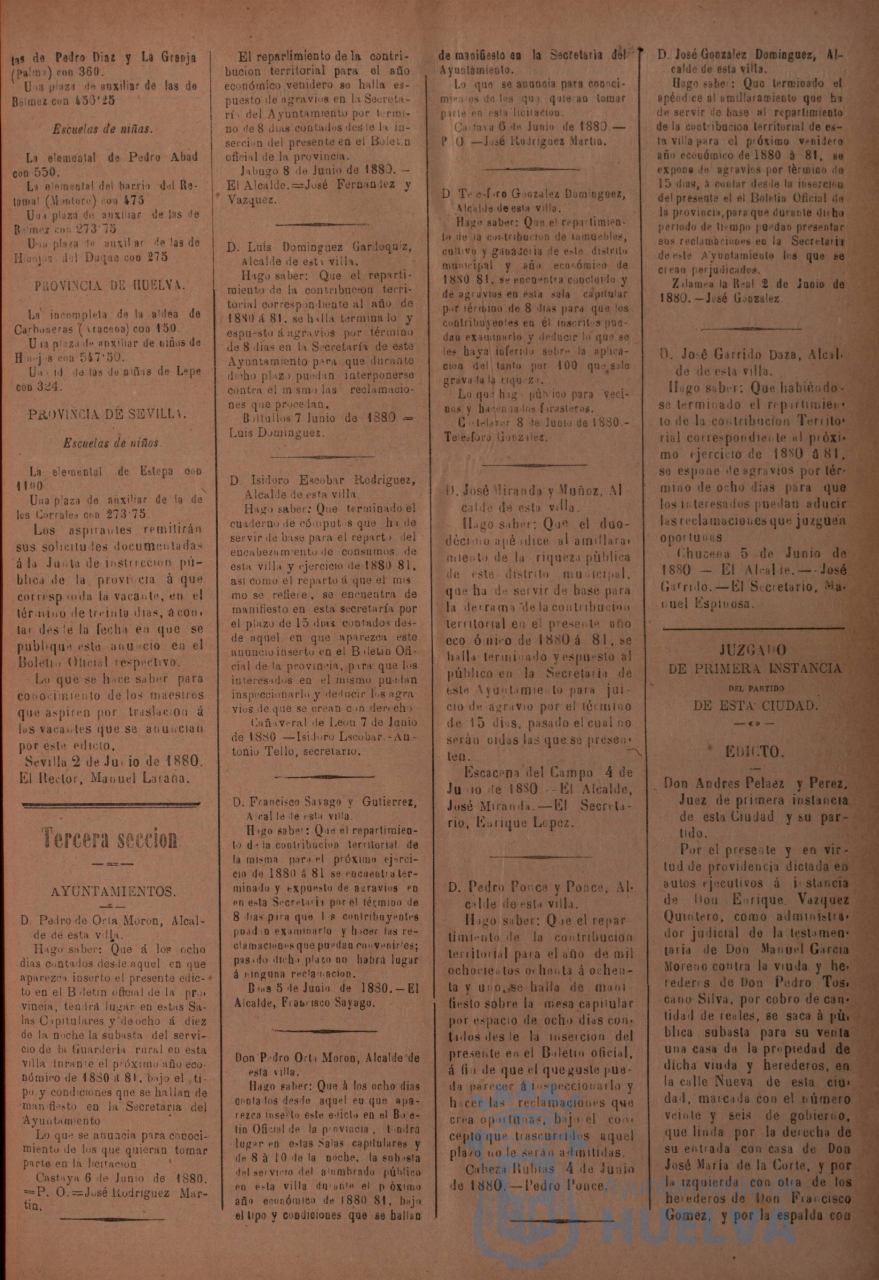 tas de Pedro Diaz y La Granja
(Palma) con 360.
Una plaza de auxiliar de las de
Belmez con 456'25
Escuelas de niñas.
La elemental de Pedro Abad
con 550.
La elemental del barrio del Re-
tamal (Montoro) con 475
Una plaza de auxiliar de las de
Belmez con 273'75
Una plaza de auxiliar de las de
Hinojosa del Duque con 275
PROVINCIA DE HUELVA.
La incompleta de la aldea de
Carboneras (Aracena) con 450.
Una plaza de auxiliar de niños de
Hinojos con 547'50.
Una id. de las de niñas de Lepe
con 324.
PROVINCIA DE SEVILLA.
Escuelas de niños.
La elemental de Estepa con
1100
Una plaza de auxiliar de la de
los Corrales con 273'75.
Los aspirantes remitirán
sus solicitudes documentadas
á la Junta de instrucción pú-
blica de la provincia á que
corresponda la vacante, en el
término de treinta dias, á con-
tar desde la fecha en que se
publique este anuncio en el
Boletin Oficial respectivo.
Lo que se hace saber para
conocimiento de los maestros
que aspiren por traslacion á
las vacantes que se anuncian
por este edicto.
Sevilla 2 de Junio de 1880.
El Rector, Manuel Laraña.
Tercera seccion
AYUNTAMIENTOS.
D. Pedro de Orta Moron, Alcal-
de de esta villa.
Hago saber: Que á los ocho
dias contados desde aquel en que
aparezca inserto el presente edic-
to en el Boletin oficial de la pro
vincia, tendrá lugar en estas Sa-
las Capitulares y de ocho á diez
de la noche la subasta del servi-
cio de la Guarderia rural en esta
villa durante el próximo año eco-
nómico de 1880 á 81, bajo el ti-
po y condiciones que se hallan de
manifiesto en la Secretaria del
Ayuntamiento
Lo que se anuncia para conoci-
miento de los que quieran tomar
parte en la licitacion
Castaya 6 de Junio de 1880.
=P. O.=José Rodriguez Mar-
tin.
El repartimiento de la contri-
bucion territorial para el año
económico venidero se halla es-
puesto de agravios en la Secreta-
ría del Ayuntamiento por termi-
no de 8 dias contados desde la in-
serccion del presente en el Boletin
oficial de la provincia.
Jabugo 8 de Junio de 1880. -
El Alcalde.=José Fernandez y
Vazquez.
D. Luis Dominguez Gardoquiz,
Alcalde de esta villa.
Hago saber: Que el reparti-
miento de la contribucion terri-
torial correspondiente al año de
1880 á 81, se halla terminado y
espuesto á agravios por término
de 8 dias en la Secretaría de este
Ayuntamiento para que durante
dicho plazo puedan interponerse
contra el mismo las reclamacio-
nes que procedan.
Bollullos 7 Junio de 1880 =
Luis Dominguez.
D. Isidoro Escobar Rodriguez,
Alcalde de esta villa
Hago saber: Que terminado el
cuaderno de cómputos que ha de
servir de base para el reparto del
encabezamiento de consumos de
esta villa y ejercicio de 1880 81,
asi como el reparto á que el mis
mo se refiere, se encuentra de
manifiesto en esta secretaría por
el plazo de 15 dias contados des-
de aquel en que aparezca este
anuncio inserto en el Boletin Ofi-
cial de la provincia, para que los
interesados en el mismo puedan
inspeccionarlo y deducir los agra
vios de que se crean con derecho
Cañaveral de Leon 7 de Junio
de 1880 —Isidoro Escobar.-An-
tonio Tello, secretario.
D. Francisco Sayago y Gutierrez,
Alcalde de esta villa.
Hago saber: Que el repartimien-
to de la contribucion territorial de
la misma para el próximo ejerci-
cio de 1880 á 81 se encuentra ter-
minado y expuesto de agravios en
en esta Secretaria por el término de
8 dias para que los contribuyentes
puedan examinarlo y hacer las re-
clamaciones que puedan convenirles;
pasado dicho plazo no habrá lugar
á ninguna reclamacion.
5 de Junio de 1880.—El
Alcalde, Francisco Sayago.
Don Pedro Orta Moron, Alcalde de
esta villa.
Hago saber: Que á los ocho dias
contados desde aquel en que apa-
rezca inserto este edicto en el Bole-
tin Oficial de la provincia, tendrá
lugar en estas Salas capitulares y
de 8 á 10 de la noche, la subasta
del servicio del alumbrado público
en esta villa durante el próximo
año económico de 1880 81, bajo
el tipo y condiciones que se hallan
de manifiesto en la Secretaria del
Ayuntamiento.
Lo que se anuncia para conoci-
miento de los que quieran tomar
parte en esta licitacion.
Castaya 6 de Junio de 1880.—
P O —José Rodriguez Martin.
D. Telesforo Gonzalez Dominguez,
Alcalde de esta villa.
Hago saber: Que el repartimien-
to de la contribucion de inmuebles,
cultivo y ganadería de este distrito
municipal y año económico de
1880 81, se encuentra concluido y
de agravios en esta sala capitular
por término de 8 dias para que los
contribuyentes en él inscritos pue-
dan examinarlo y deducir lo que se
les haya inferido sobre la aplica-
cion del tanto por 100 que sale
gravada la riqueza.
Lo que hago público para veci-
nos y hacendados forasteros.
Castelazar 8 de Junio de 1880.-
Telesforo Gonzalez.
D. José Miranda y Muñoz, Al
calde de esta villa.
Hago saber: Que el duo-
décimo apéndice al amillara-
miento de la riqueza pública
de este distrito municipal,
que ha de servir de base para
la derrama de la contribucion
territorial en el presente año
económico de 1880 á 81, se
halla terminado y espuesto al
público en la Secretaria de
este Ayuntamiento para jui-
cio de agravio por el término
de 15 dias, pasado el cual no
serán oidas las que se presen-
ten.
Escacena del Campo 4 de
Junio de 1880.—El Alcalde,
José Miranda.—El Secreta-
rio, Enrique Lopez.
D. Pedro Ponce y Ponce, Al-
calde de esta villa.
Hago saber: Que el repar-
timiento de la contribucion
territorial para el año de mil
ochocientos ochenta á ochen-
ta y uno, se halla de mani
fiesto sobre la mesa capitular
por espacio de ocho dias con-
tados desde la insercion del
presente en el Boletin oficial,
á fin de que el que guste pue-
da parecer á inspeccionarlo y
hacer las reclamaciones que
crea oportunas, bajo el con-
cepto que trascurridos aquel
plazo no le serán admitidas.
Cabeza Rubias 4 de Junio
de 1880.—Pedro Ponce.
D. José Gonzalez Dominguez, Al-
calde de esta villa.
Hago saber: Que terminado el
apéndice al amillaramiento que ha
de servir de base al repartimiento
de la contribucion territorial de es-
ta villa para el próximo venidero
año económico de 1880 á 81, se
expone de agravios por término de
15 dias, á contar desde la insercion
del presente el el Boletin Oficial de
la provincia, para que durante dicho
periodo de tiempo puedan presentar
sus reclamaciones en la Secretaria
de este Ayuntamiento los que se
crean perjudicados.
Zalamea la Real 2 de Junio de
1880.—José Gonzalez.
D. José Garrido Daza, Alcal-
de de esta villa.
Hago saber: Que habiendo-
se terminado el repartimien-
to de la contribucion Territo-
rial correspondiente al próxi-
mo ejercicio de 1880 á 81,
se espone de agravios por tér-
mino de ocho dias para que
los interesados puedan aducir
las reclamaciones que juzguen
oportunas
Chucena 5 de Junio de
1880 — El Alcalde.—José
Garrido.—El Secretario, Ma-
nuel Espinosa.
JUZGADO
DE PRIMERA INSTANCIA
DEL PARTIDO
DE ESTA CIUDAD.
EDICTO.
Don Andres Pelaez y Perez,
Juez de primera instancia
de esta Ciudad y su par-
tido.
Por el presente y en vir-
tud de providencia dictada en
autos ejecutivos á instancia
de Don Enrique Vazquez
Quintero, como administra-
dor judicial de la testamen-
taria de Don Manuel Garcia
Moreno contra la viuda y he-
rederos de Don Pedro Tos-
cano Silva, por cobro de can-
tidad de reales, se saca á pú-
blica subasta para su venta
una casa de la propiedad de
dicha viuda y herederos, en
la calle Nueva de esta ciu-
dad, marcada con el número
veinte y seis de gobierno,
que linda por la derecha de
su entrada con casa de Don
José Maria de la Corte, y por
la izquierda con otra de los
herederos de Don Francisco
Gomez, y por la espalda con
HUELVA